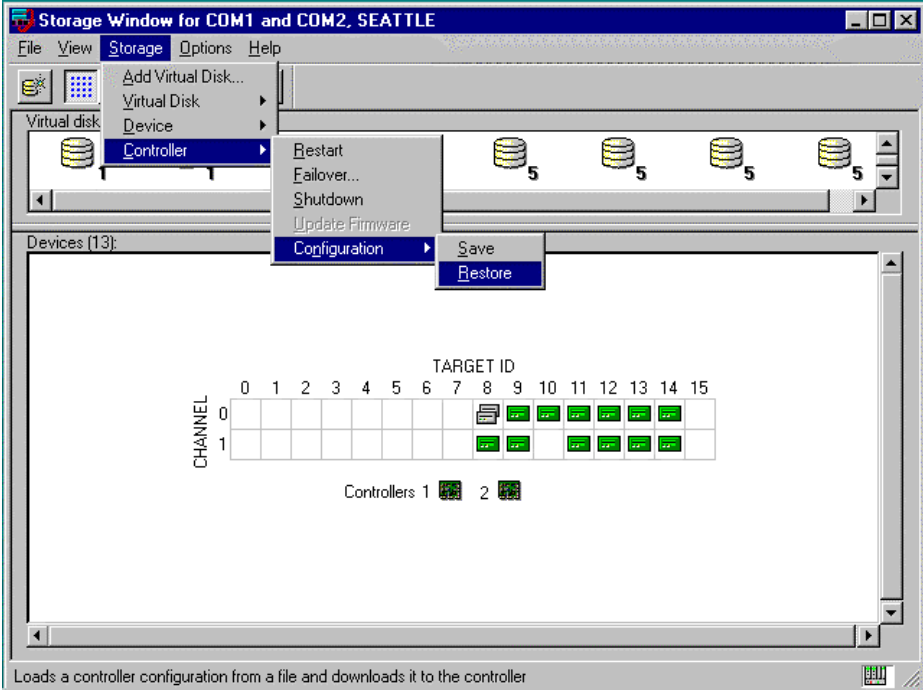 Storage Window for COM1 and COM2, SEATTLE
File View Storage Options Help
Add Virtual Disk...
Virtual Disk
Device
Controller
Virtual disk
1 1 5 5 5 5
Restart
Failover...
Shutdown
Update Firmware
Configuration
Save
Restore
Devices (13):
TARGET ID
0 1 2 3 4 5 6 7 8 9 10 11 12 13 14 15
CHANNEL
0
1
Controllers 1 2
Loads a controller configuration from a file and downloads it to the controller